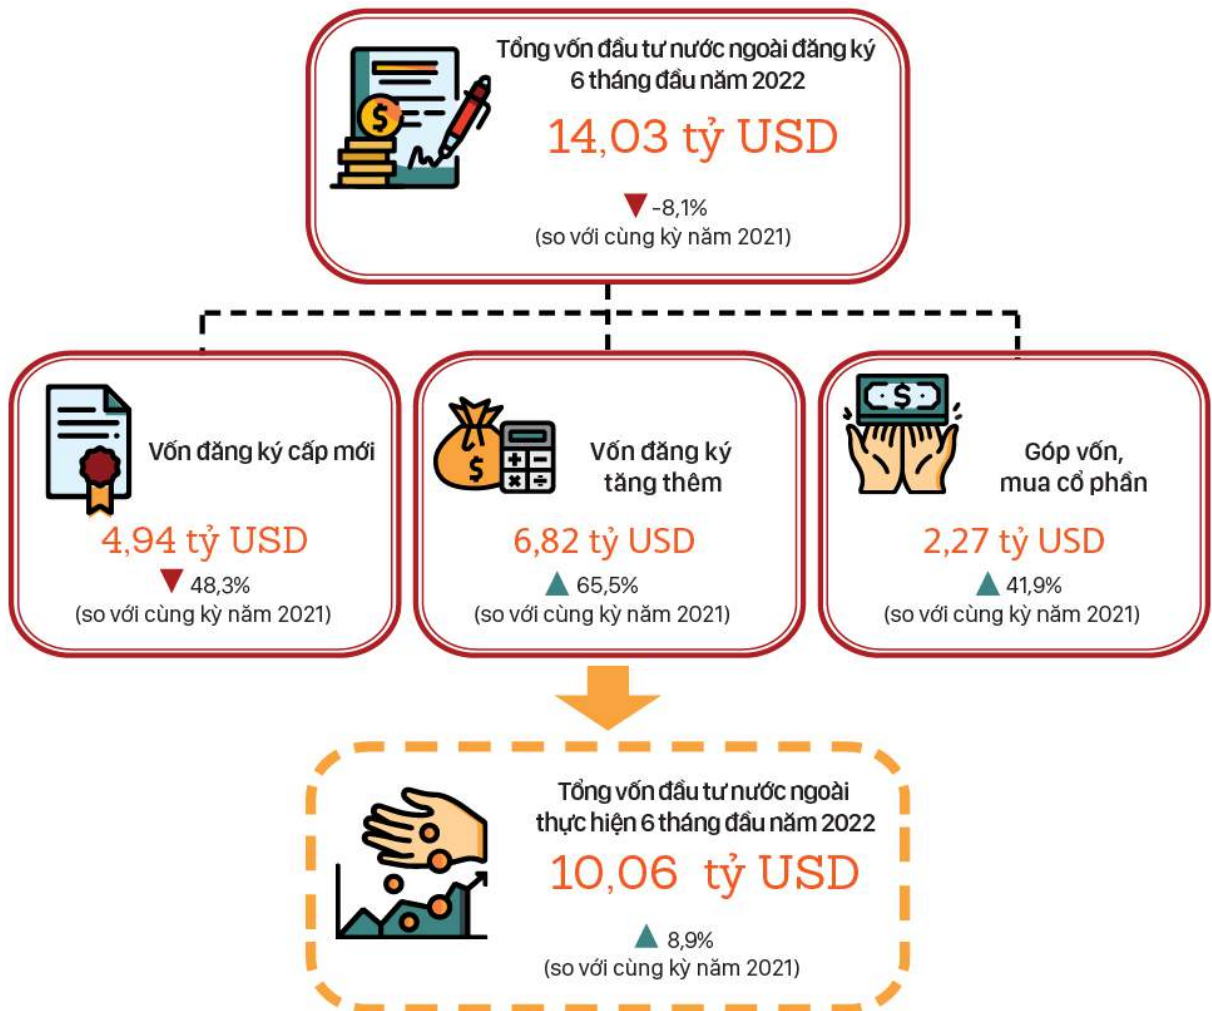 Tổng vốn đầu tư nước ngoài đăng ký
6 tháng đầu năm 2022
14,03 tỷ USD
-8,1%
(so với cùng kỳ năm 2021)
Vốn đăng ký cấp mới
4,94 tỷ USD
48,3%
(so với cùng kỳ năm 2021)
Vốn đăng ký
tăng thêm
6,82 tỷ USD
65,5%
(so với cùng kỳ năm 2021)
Góp vốn,
mua cổ phần
2,27 tỷ USD
41,9%
(so với cùng kỳ năm 2021)
Tổng vốn đầu tư nước ngoài
thực hiện 6 tháng đầu năm 2022
10,06 tỷ USD
8,9%
(so với cùng kỳ năm 2021)